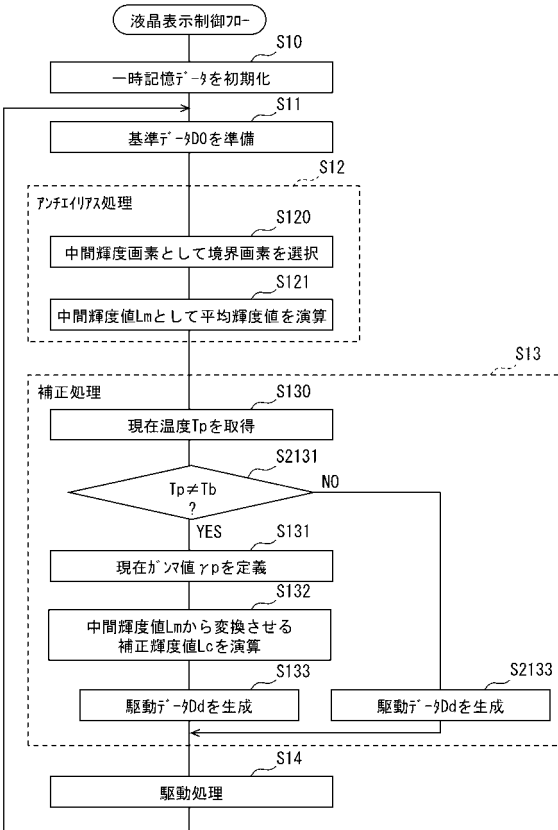 液晶表示制御ﾌﾛｰ
S10
一時記憶ﾃﾞｰﾀを初期化
S11
基準ﾃﾞｰﾀD0を準備
S12
ｱﾝﾁｴｲﾘｱｽ処理
S120
中間輝度画素として境界画素を選択
S121
中間輝度値Lmとして平均輝度値を演算
S13
補正処理
S130
現在温度Tpを取得
S2131
Tp≠Tb
?
NO
YES
S131
現在ｶﾞﾝﾏ値γpを定義
S132
中間輝度値Lmから変換させる
補正輝度値Lcを演算
S133
駆動ﾃﾞｰﾀDdを生成
S2133
駆動ﾃﾞｰﾀDdを生成
S14
駆動処理